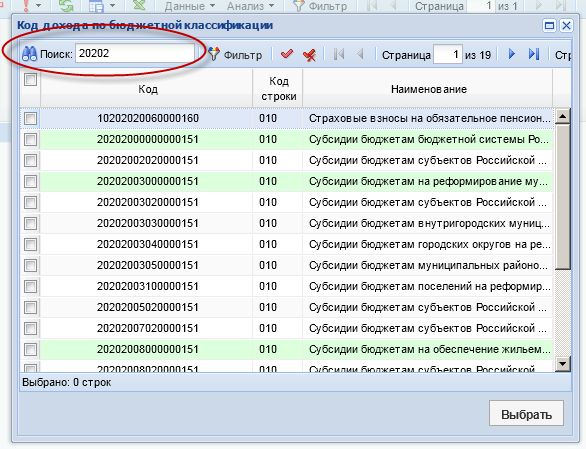 Данные Анализ Фильтр Страница 1 из 1
Код дохода по бюджетной классификации
Поиск: 20202 Фильтр Страница 1 из 19 Стр
Код Код строки Наименование
10202020060000160 010 Страховые взносы на обязательное пенсион...
20202000000000151 010 Субсидии бюджетам бюджетной системы Ро...
20202002020000151 010 Субсидии бюджетам субъектов Российской ...
20202003000000151 010 Субсидии бюджетам на реформирование му...
20202003020000151 010 Субсидии бюджетам субъектов Российской ...
20202003030000151 010 Субсидии бюджетам внутригородских муниц...
20202003040000151 010 Субсидии бюджетам городских округов на ре...
20202003050000151 010 Субсидии бюджетам муниципальных районо...
20202003100000151 010 Субсидии бюджетам поселений на реформир...
20202005020000151 010 Субсидии бюджетам субъектов Российской ...
20202007020000151 010 Субсидии бюджетам субъектов Российской ...
20202008000000151 010 Субсидии бюджетам на обеспечение жильем...
20202008020000151 010 Субсидии бюджетам субъектов Российской ...
Выбрано: 0 строк
Выбрать